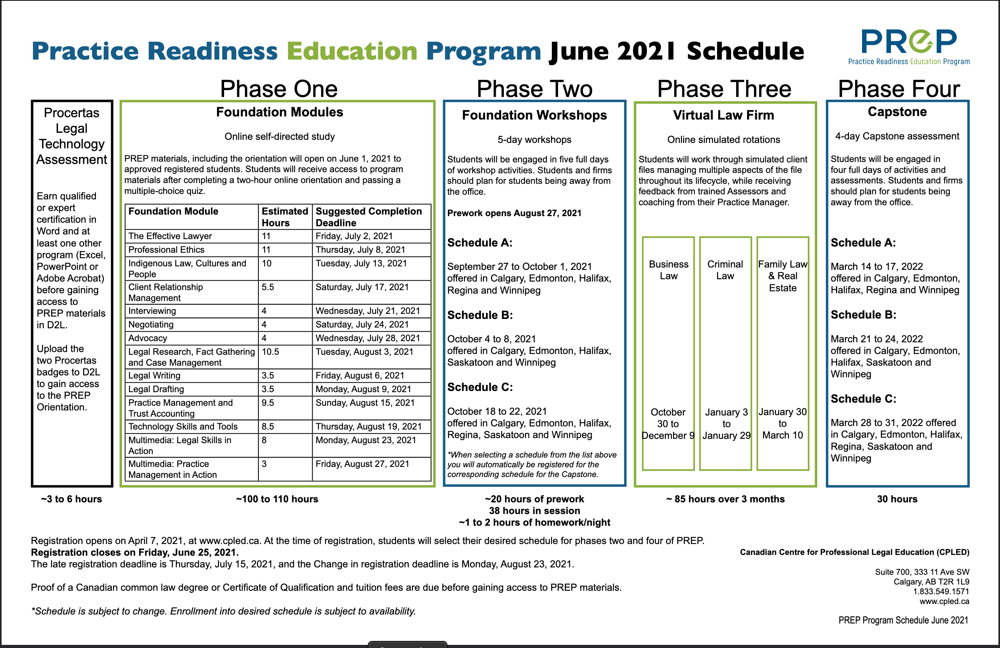 Practice Readiness Education Program June 2021 Schedule
PREP
Practice Readiness Education Program
Procertas
Legal
Technology
Assessment
Earn qualified
or expert
certification in
Word and at
least one other
program (Excel,
PowerPoint or
Adobe Acrobat)
before gaining
access to
PREP materials
in D2L.
Upload the
two Procertas
badges to D2L
to gain access
to the PREP
Orientation.
~3 to 6 hours
Phase One
Foundation Modules
Online self-directed study
PREP materials, including the orientation will open on June 1, 2021 to
approved registered students. Students will receive access to program
materials after completing a two-hour online orientation and passing a
multiple-choice quiz.
Foundation Module Estimated Hours Suggested Completion Deadline
The Effective Lawyer 11 Friday, July 2, 2021
Professional Ethics 11 Thursday, July 8, 2021
Indigenous Law, Cultures and People 10 Tuesday, July 13, 2021
Client Relationship Management 5.5 Saturday, July 17, 2021
Interviewing 4 Wednesday, July 21, 2021
Negotiating 4 Saturday, July 24, 2021
Advocacy 4 Wednesday, July 28, 2021
Legal Research, Fact Gathering and Case Management 10.5 Tuesday, August 3, 2021
Legal Writing 3.5 Friday, August 6, 2021
Legal Drafting 3.5 Monday, August 9, 2021
Practice Management and Trust Accounting 9.5 Sunday, August 15, 2021
Technology Skills and Tools 8.5 Thursday, August 19, 2021
Multimedia: Legal Skills in Action 8 Monday, August 23, 2021
Multimedia: Practice Management in Action 3 Friday, August 27, 2021
~100 to 110 hours
Phase Two
Foundation Workshops
5-day workshops
Students will be engaged in five full days
of workshop activities. Students and firms
should plan for students being away from
the office.
Prework opens August 27, 2021
Schedule A:
September 27 to October 1, 2021
offered in Calgary, Edmonton, Halifax,
Regina and Winnipeg
Schedule B:
October 4 to 8, 2021
offered in Calgary, Edmonton, Halifax,
Saskatoon and Winnipeg
Schedule C:
October 18 to 22, 2021
offered in Calgary, Edmonton, Halifax,
Regina, Saskatoon and Winnipeg
*When selecting a schedule from the list above
you will automatically be registered for the
corresponding schedule for the Capstone.
~20 hours of prework
38 hours in session
~1 to 2 hours of homework/night
Phase Three
Virtual Law Firm
Online simulated rotations
Students will work through simulated client
files managing multiple aspects of the file
throughout its lifecycle, while receiving
feedback from trained Assessors and
coaching from their Practice Manager.
Business
Law
October
30 to
December 9
Criminal
Law
January 3
to
January 29
Family Law
& Real
Estate
January 30
to
March 10
~ 85 hours over 3 months
Phase Four
Capstone
4-day Capstone assessment
Students will be engaged in
four full days of activities and
assessments. Students and firms
should plan for students being
away from the office.
Schedule A:
March 14 to 17, 2022
offered in Calgary, Edmonton,
Halifax, Regina and Winnipeg
Schedule B:
March 21 to 24, 2022
offered in Calgary, Edmonton,
Halifax, Saskatoon and
Winnipeg
Schedule C:
March 28 to 31, 2022 offered
in Calgary, Edmonton, Halifax,
Regina, Saskatoon and
Winnipeg
30 hours
Registration opens on April 7, 2021, at www.cpled.ca. At the time of registration, students will select their desired schedule for phases two and four of PREP.
Registration closes on Friday, June 25, 2021.
The late registration deadline is Thursday, July 15, 2021, and the Change in registration deadline is Monday, August 23, 2021.
Proof of a Canadian common law degree or Certificate of Qualification and tuition fees are due before gaining access to PREP materials.
*Schedule is subject to change. Enrollment into desired schedule is subject to availability.
Canadian Centre for Professional Legal Education (CPLED)
Suite 700, 333 11 Ave SW
Calgary, AB T2R 1L9
1.833.549.1571
www.cpled.ca
PREP Program Schedule June 2021